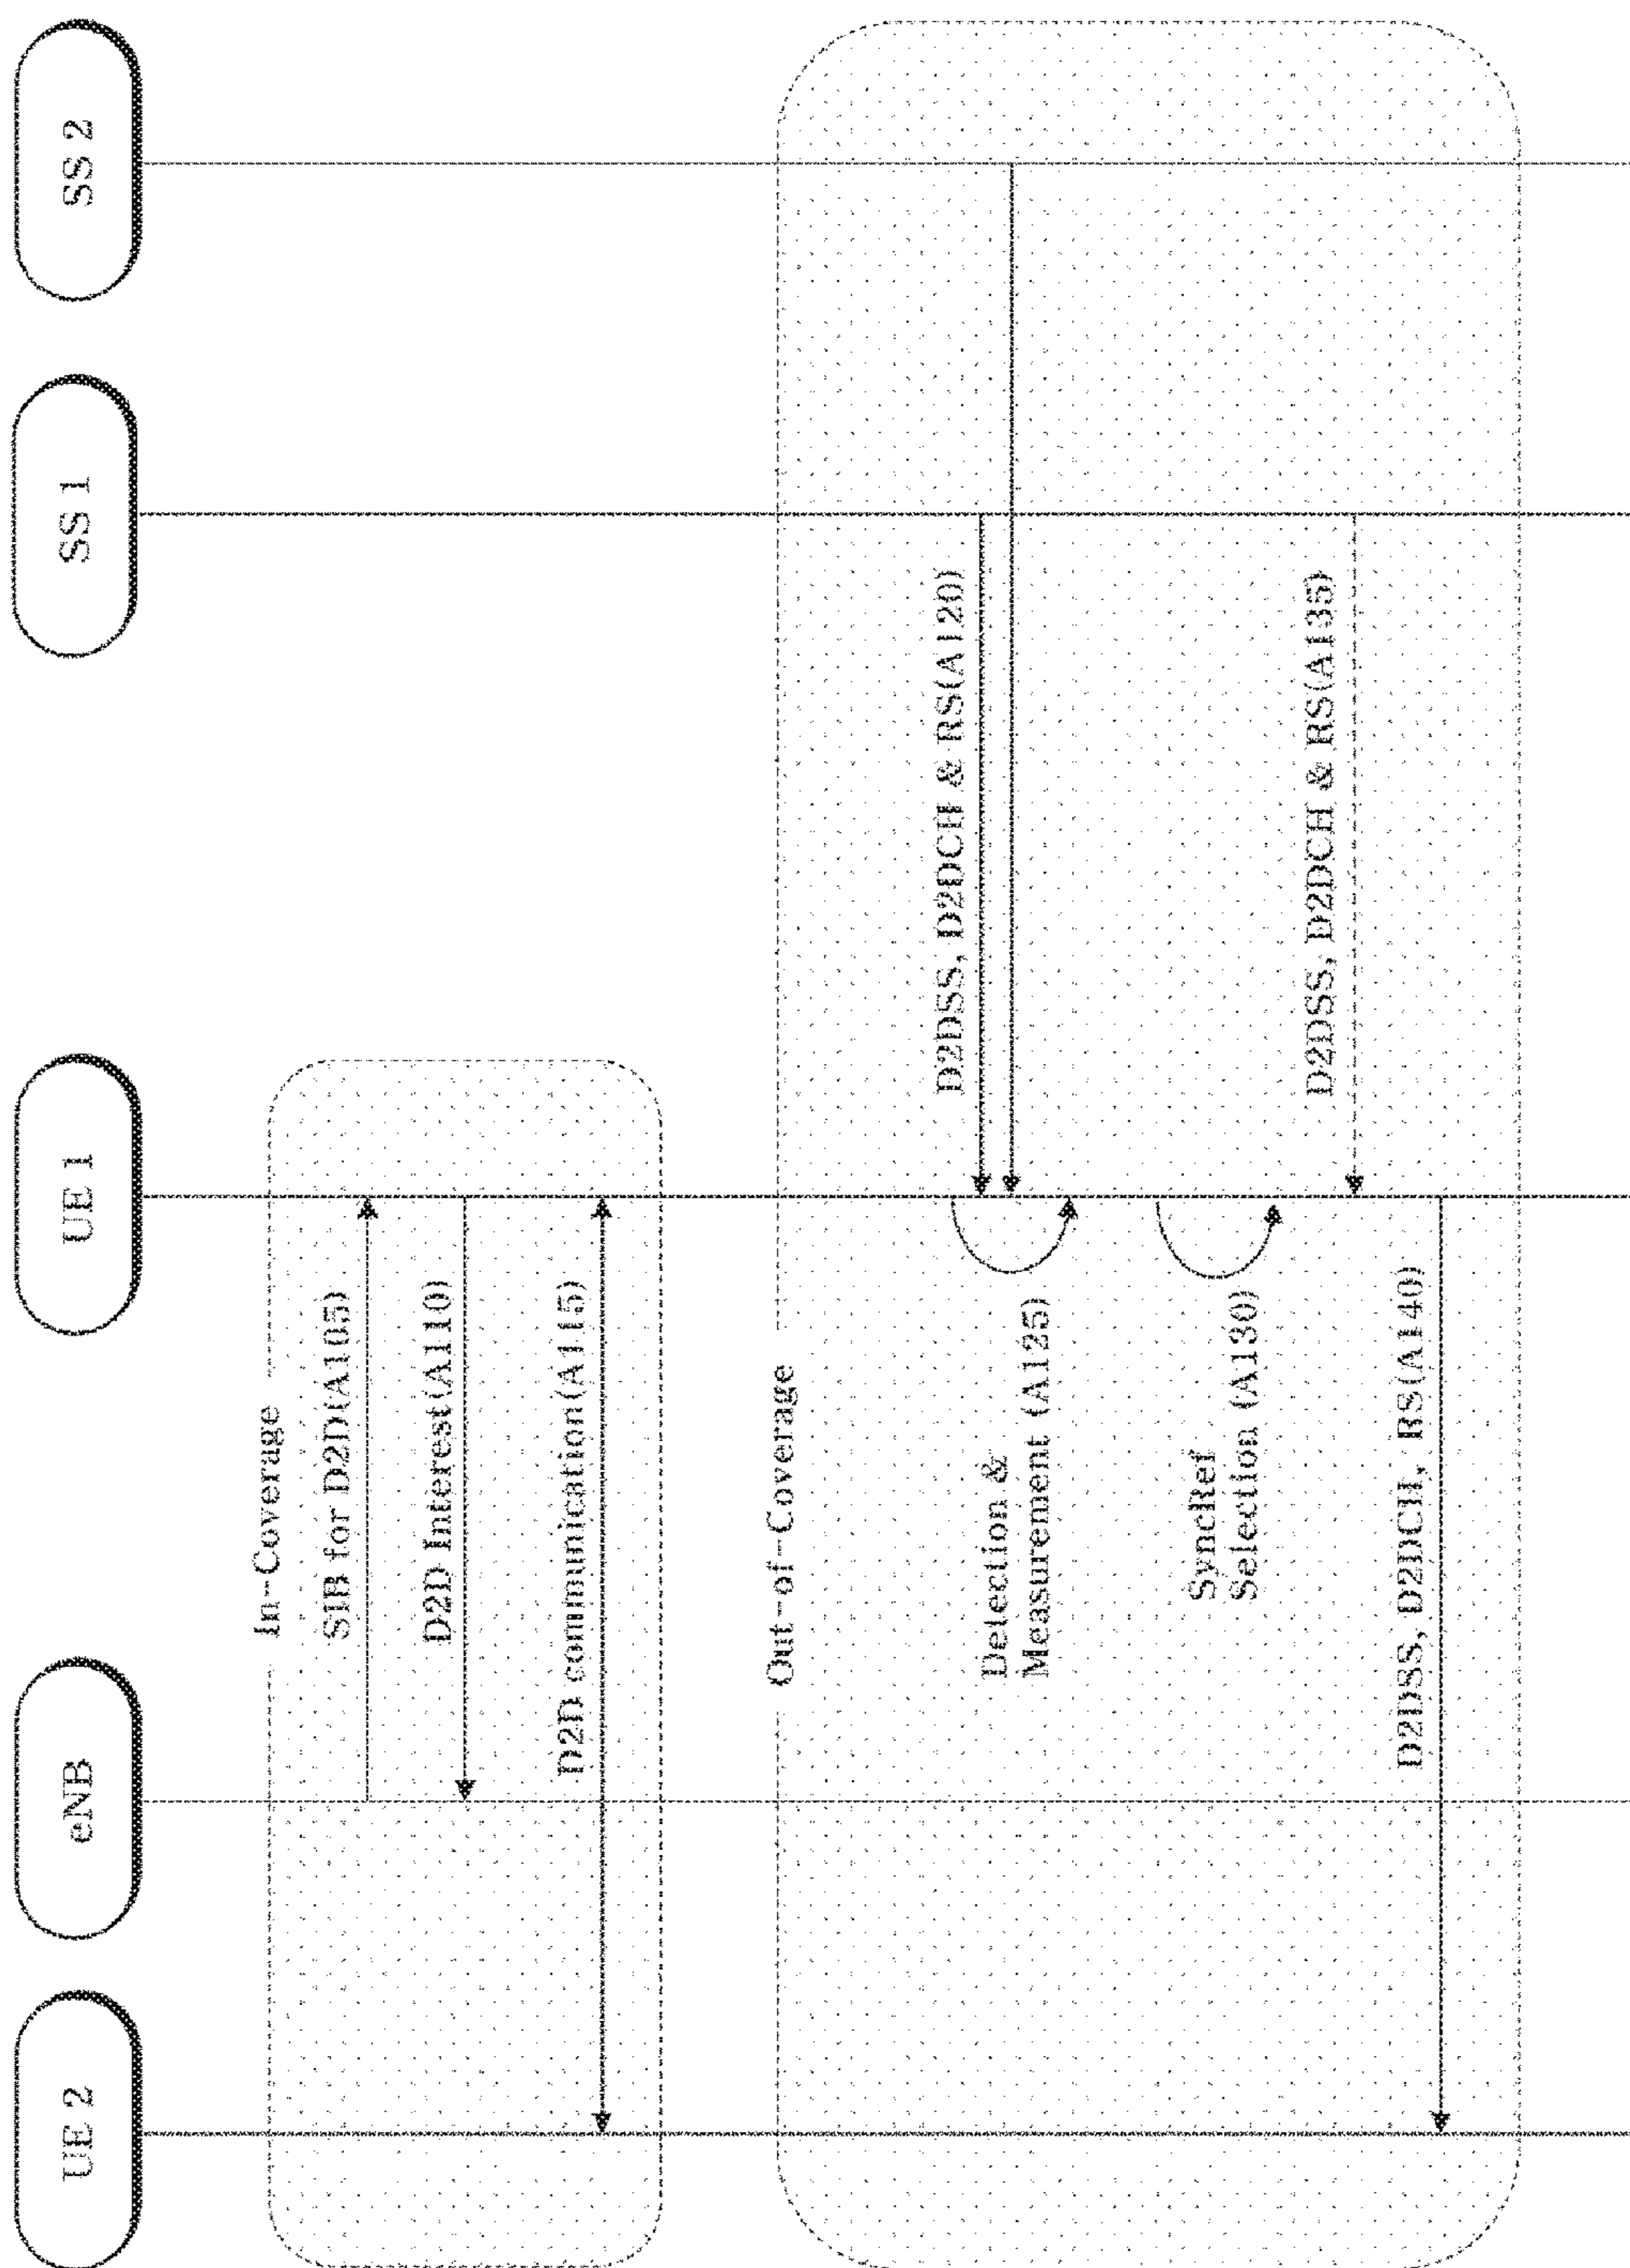 UE 2
eNB
UE 1
SS 1
SS 2
In-Coverage
SIB for D2D(A105)
D2D Interest(A110)
D2D communication(A115)
Out-of-Coverage
D2DSS, D2DCH & RS(A120)
Detection &
Measurement (A125)
SyncRef
Selection (A130)
D2DSS, D2DCH & RS(A135)
D2DSS, D2DCH, RS(A140)